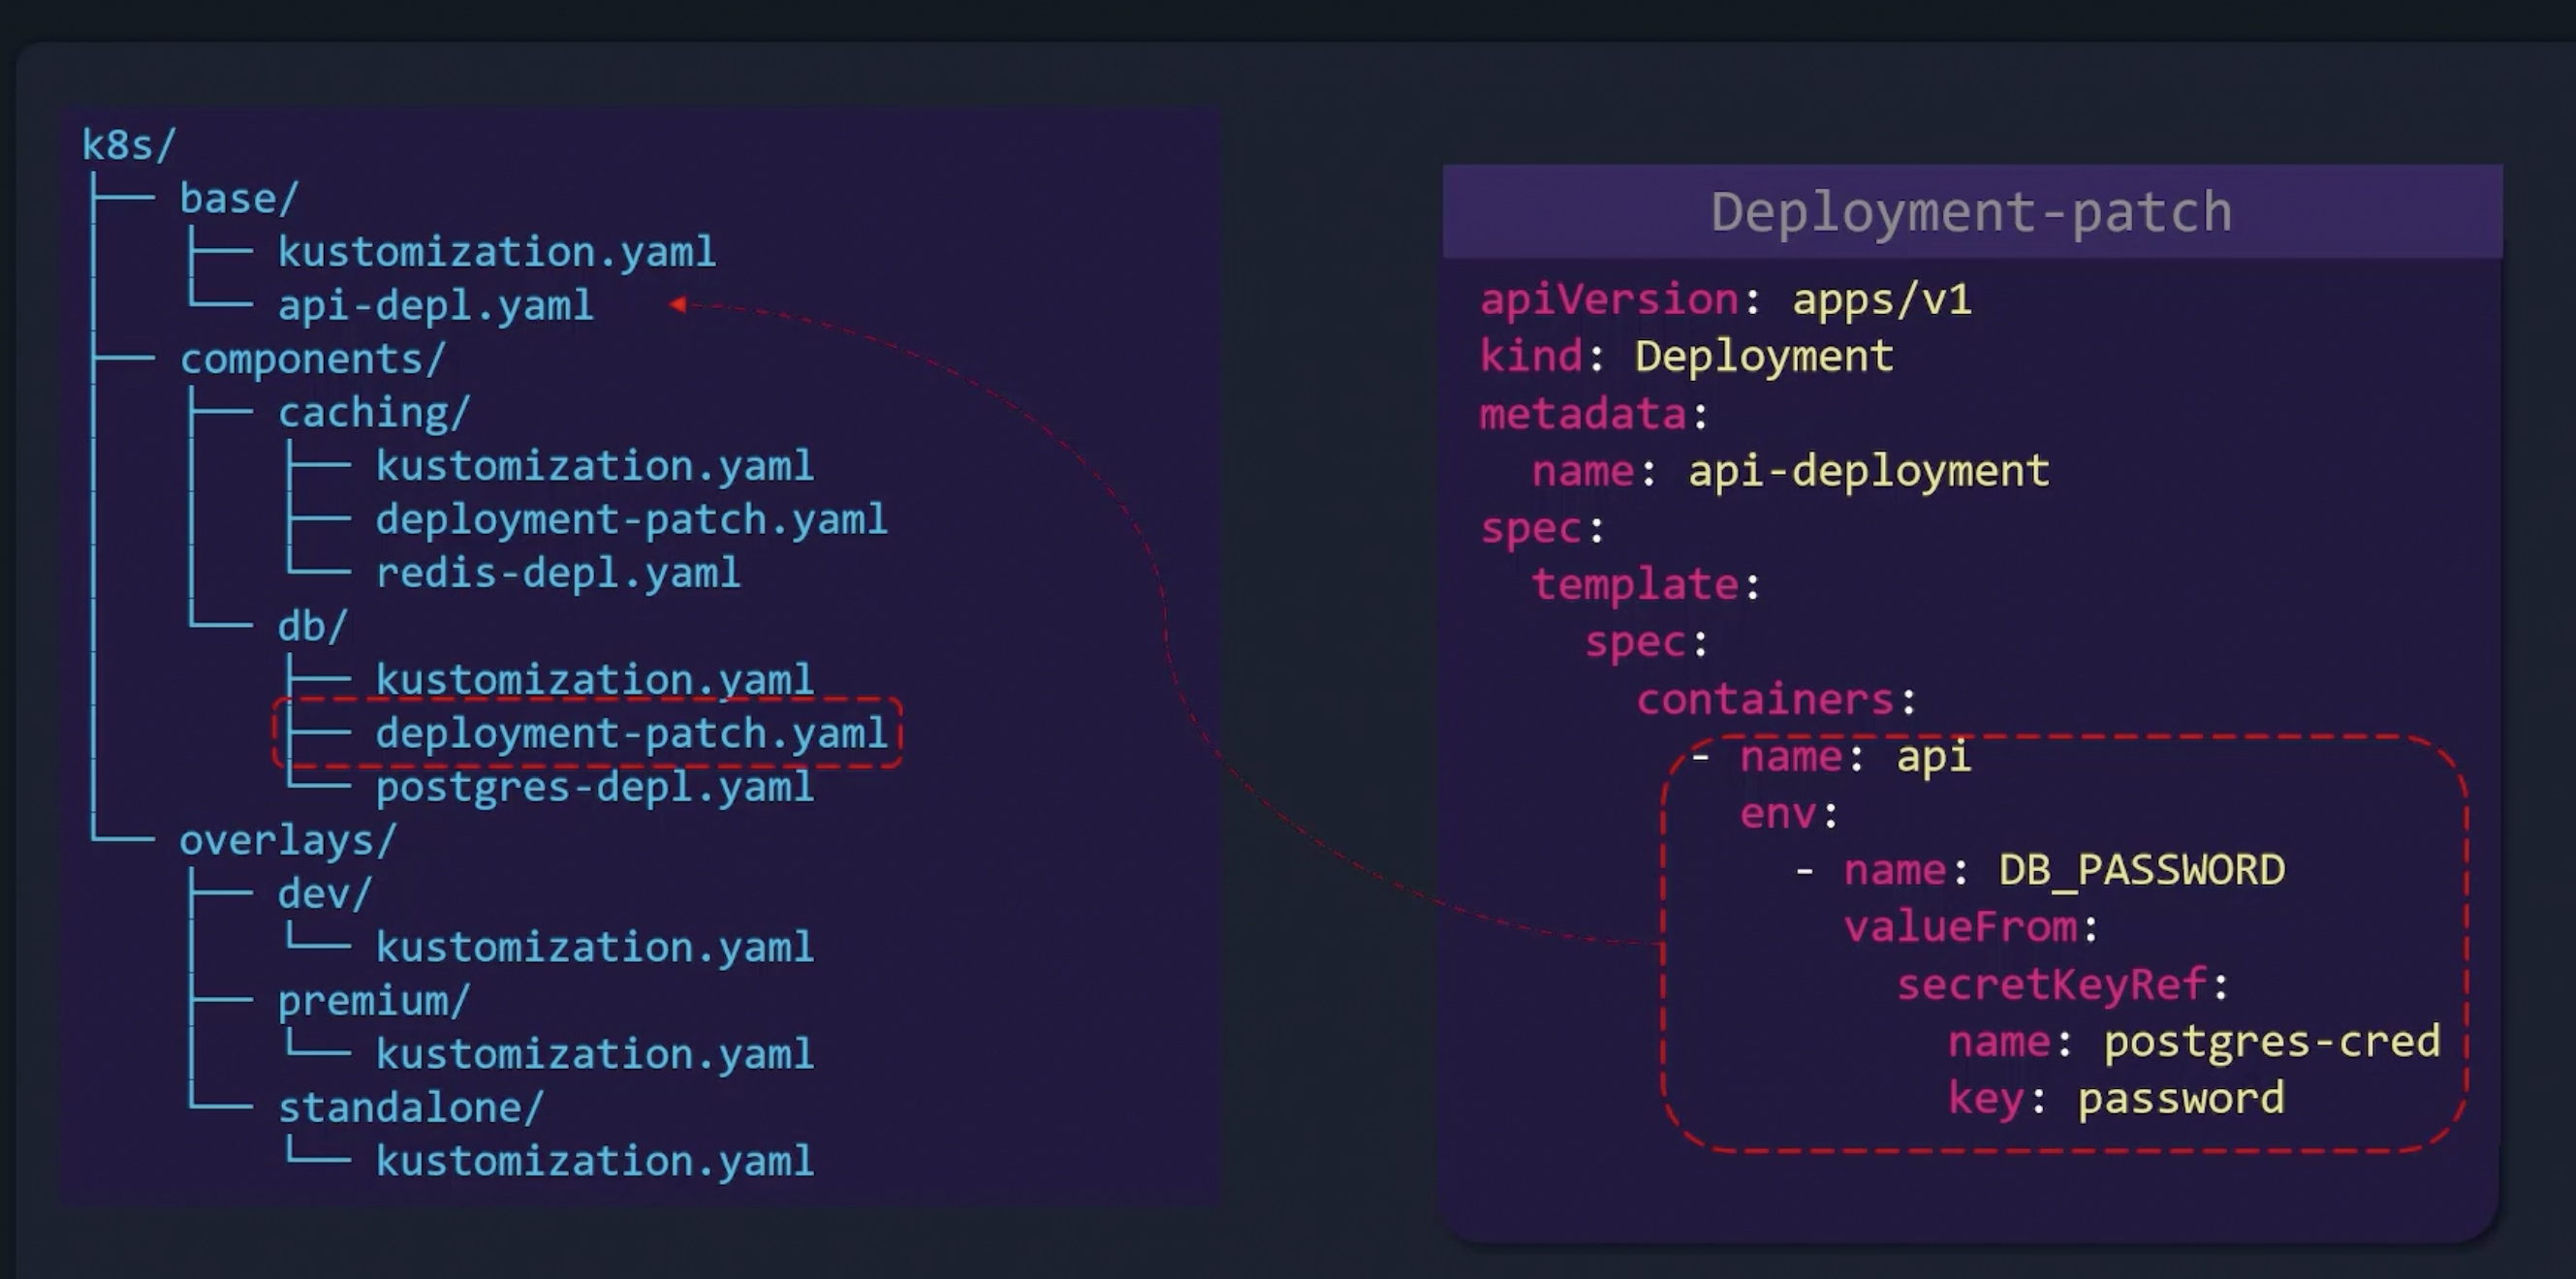 k8s/
├── base/
│   ├── kustomization.yaml
│   └── api-depl.yaml
├── components/
│   ├── caching/
│   │   ├── kustomization.yaml
│   │   ├── deployment-patch.yaml
│   │   └── redis-depl.yaml
│   └── db/
│       ├── kustomization.yaml
│       ├── deployment-patch.yaml
│       └── postgres-depl.yaml
└── overlays/
    ├── dev/
    │   └── kustomization.yaml
    ├── premium/
    │   └── kustomization.yaml
    └── standalone/
        └── kustomization.yaml
Deployment-patch
apiVersion: apps/v1
kind: Deployment
metadata:
  name: api-deployment
spec:
  template:
    spec:
      containers:
        - name: api
          env:
            - name: DB_PASSWORD
              valueFrom:
                secretKeyRef:
                  name: postgres-cred
                  key: password